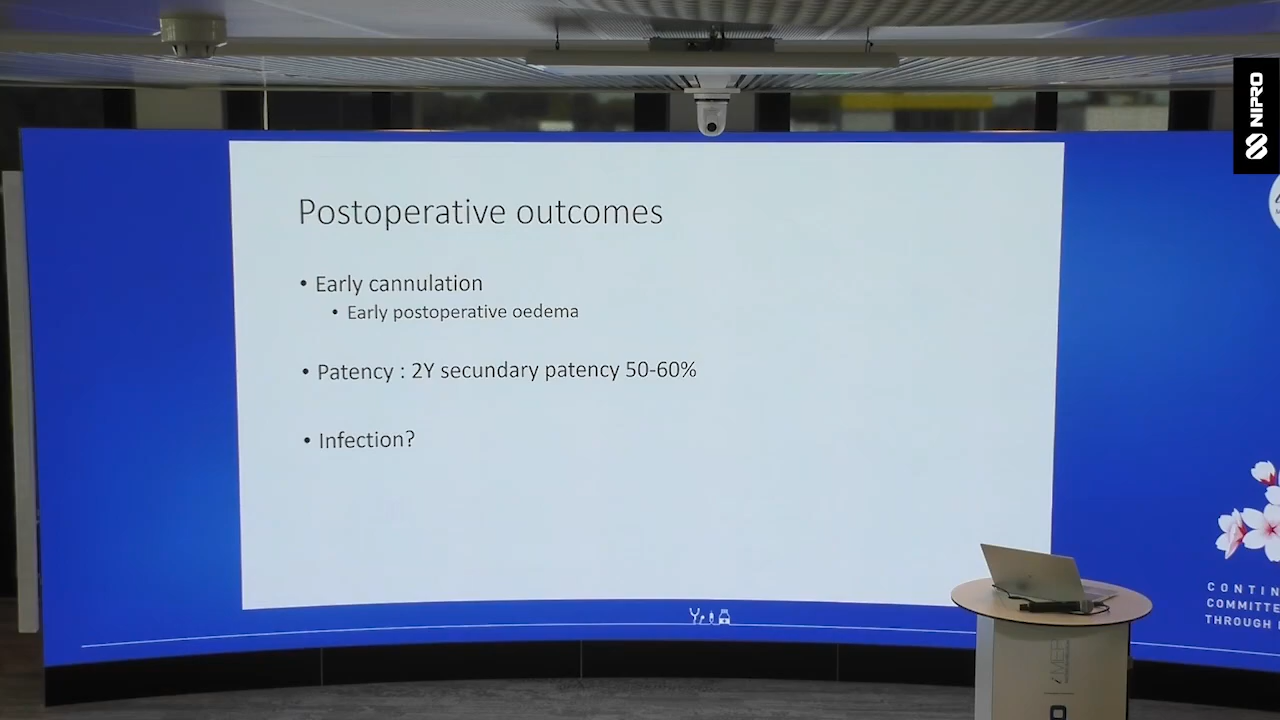 NIPRO
Postoperative outcomes
• Early cannulation
• Early postoperative oedema
• Patency : 2Y secundary patency 50-60%
• Infection?
CONTIN
COMMITTE
THROUGH